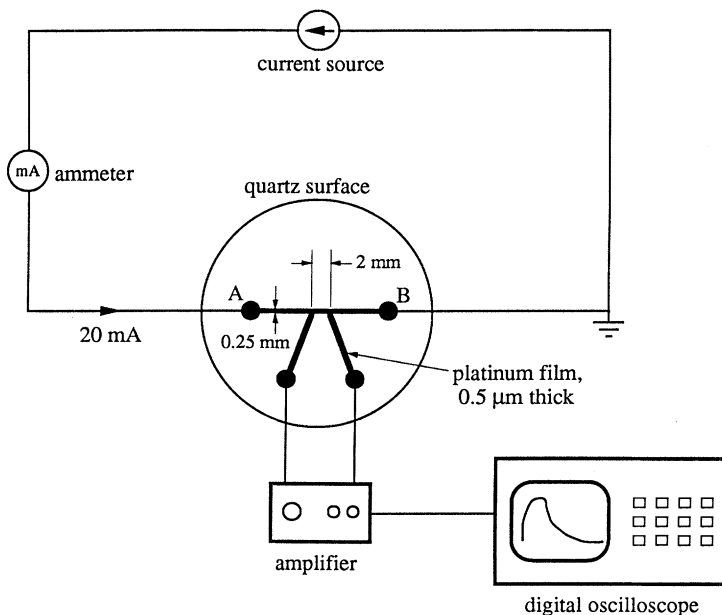 current source
mA
ammeter
quartz surface
2 mm
A
B
0.25 mm
20 mA
platinum film,
0.5 μm thick
amplifier
digital oscilloscope